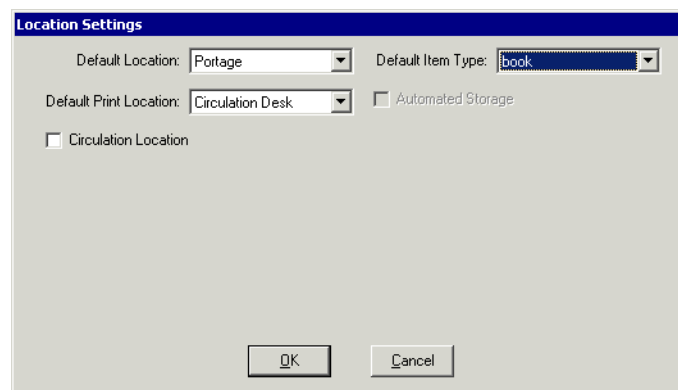 Location Settings
Default Location: Portage Default Item Type: book
Default Print Location: Circulation Desk Automated Storage
Circulation Location
OK Cancel